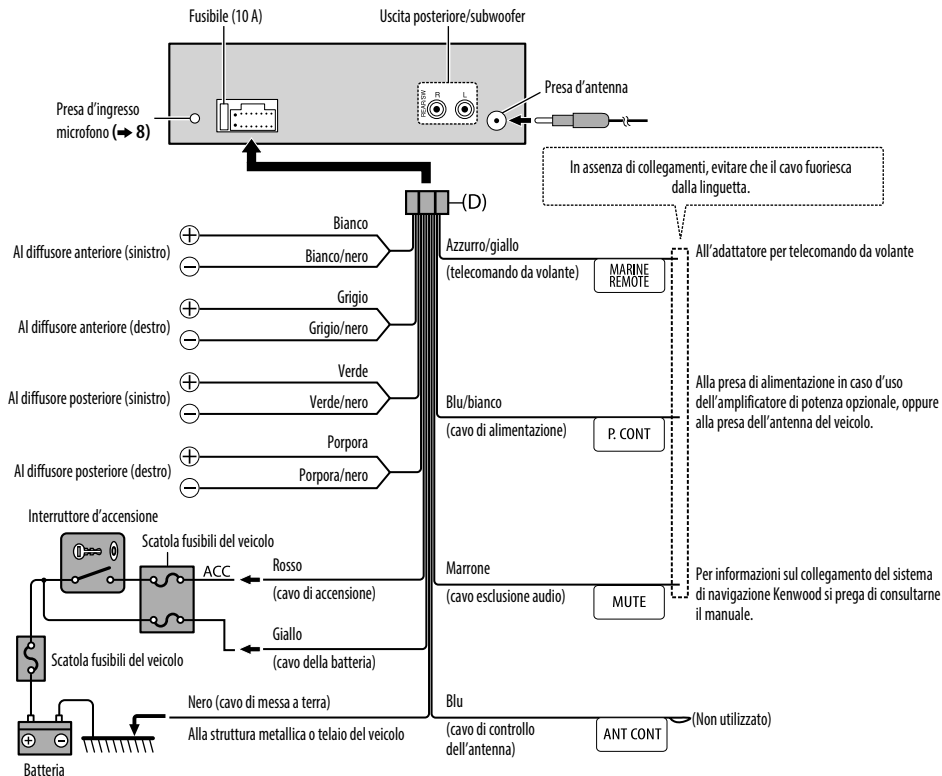 Fusibile (10 A)
Uscita posteriore/subwoofer
REAR/SW
R
L
Presa d'antenna
Presa d'ingresso
microfono (➜ 8)
In assenza di collegamenti, evitare che il cavo fuoriesca
dalla linguetta.
(D)
Al diffusore anteriore (sinistro)
Bianco
Bianco/nero
Azzurro/giallo
(telecomando da volante)
MARINE
REMOTE
All'adattatore per telecomando da volante
Al diffusore anteriore (destro)
Grigio
Grigio/nero
Al diffusore posteriore (sinistro)
Verde
Verde/nero
Blu/bianco
(cavo di alimentazione)
P. CONT
Alla presa di alimentazione in caso d'uso
dell'amplificatore di potenza opzionale, oppure
alla presa dell'antenna del veicolo.
Al diffusore posteriore (destro)
Porpora
Porpora/nero
Interruttore d'accensione
Scatola fusibili del veicolo
ACC
Rosso
(cavo di accensione)
Marrone
(cavo esclusione audio)
MUTE
Per informazioni sul collegamento del sistema
di navigazione Kenwood si prega di consultarne
il manuale.
Giallo
(cavo della batteria)
Scatola fusibili del veicolo
Nero (cavo di messa a terra)
Alla struttura metallica o telaio del veicolo
Blu
(cavo di controllo
dell'antenna)
ANT CONT
(Non utilizzato)
Batteria